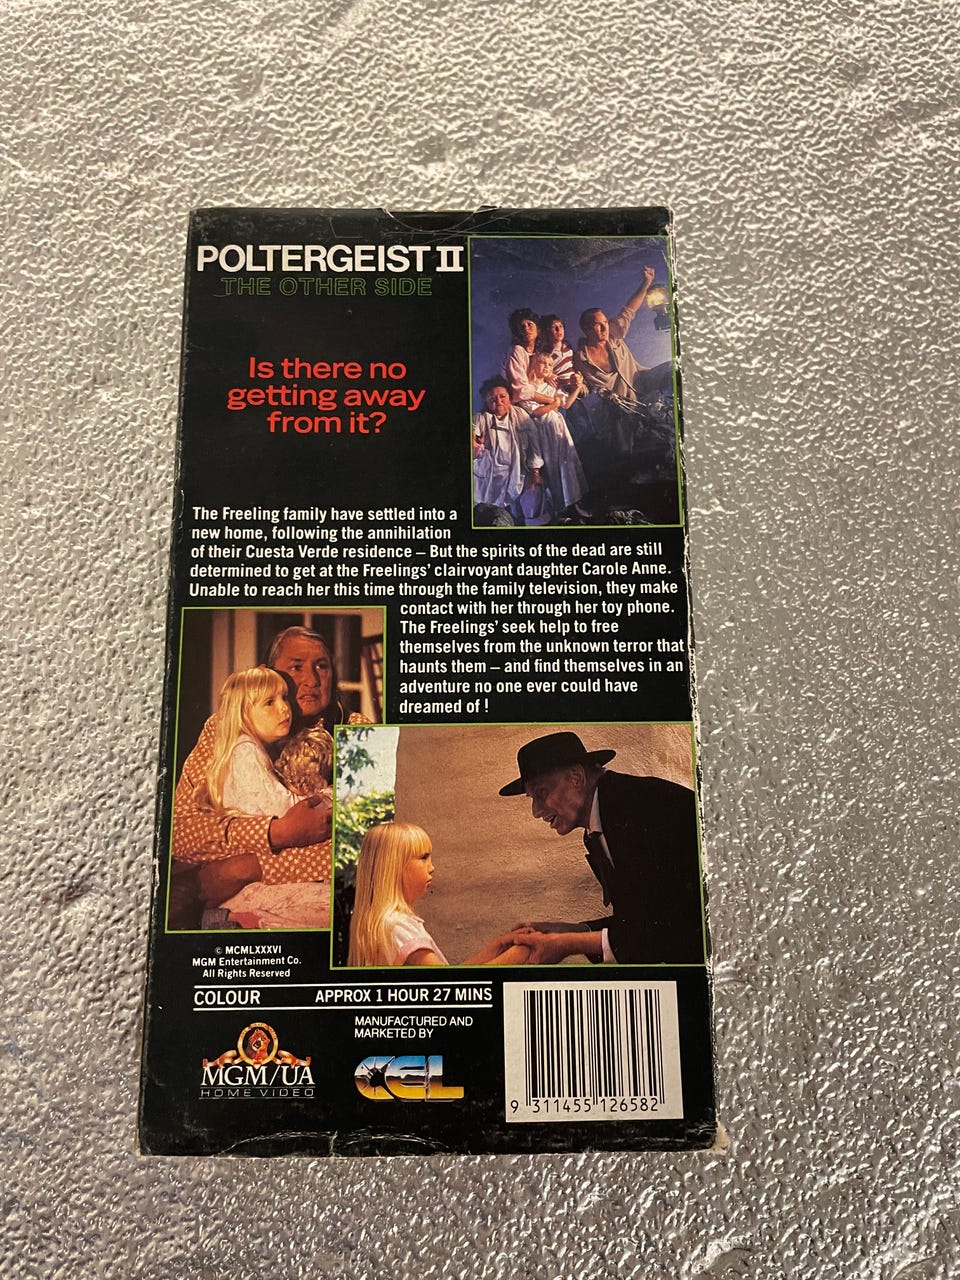 POLTERGEIST II
THE OTHER SIDE
Is there no
getting away
from it?
The Freeling family have settled into a
new home, following the annihilation
of their Cuesta Verde residence – But the spirits of the dead are still
determined to get at the Freelings' clairvoyant daughter Carole Anne.
Unable to reach her this time through the family television, they make
contact with her through her toy phone.
The Freelings' seek help to free
themselves from the unknown terror that
haunts them – and find themselves in an
adventure no one ever could have
dreamed of !
© MCMLXXXVI
MGM Entertainment Co.
All Rights Reserved
COLOUR APPROX 1 HOUR 27 MINS
MANUFACTURED AND
MARKETED BY
CEL
MGM/UA
HOME VIDEO
9 311455 126582